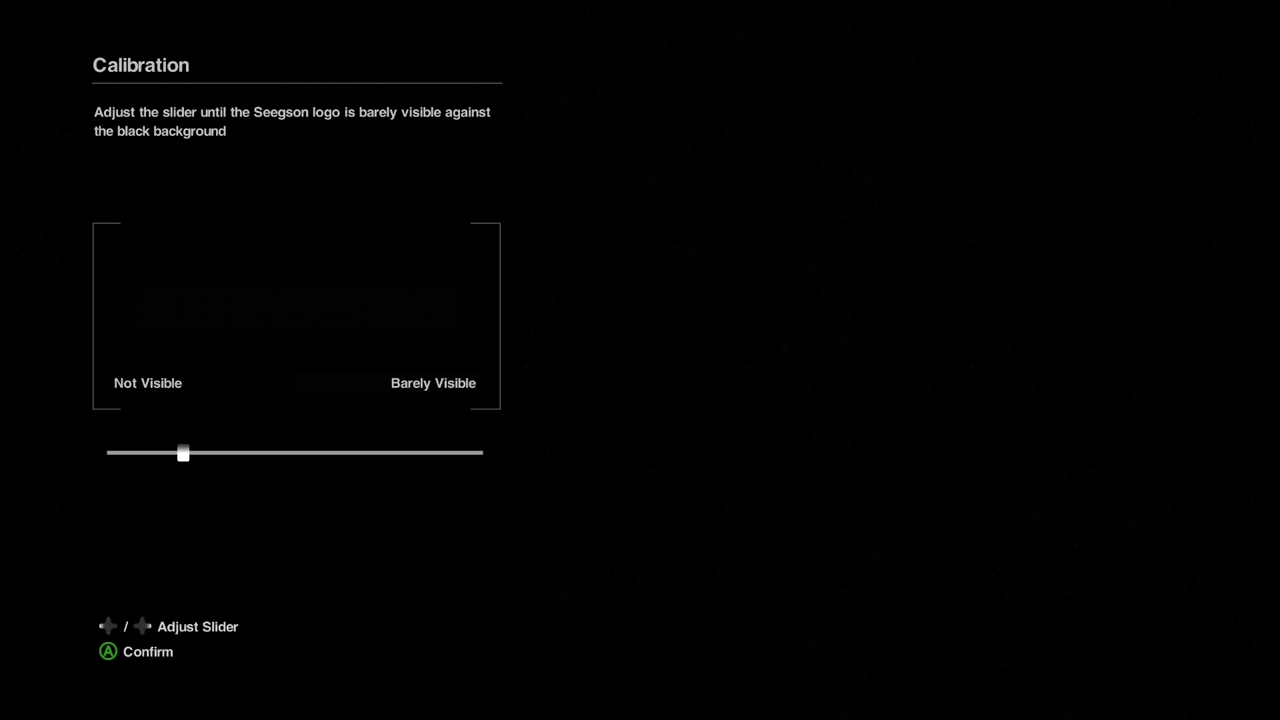 Calibration
Adjust the slider until the Seegson logo is barely visible against
the black background
Not Visible
Barely Visible
/ Adjust Slider
A Confirm